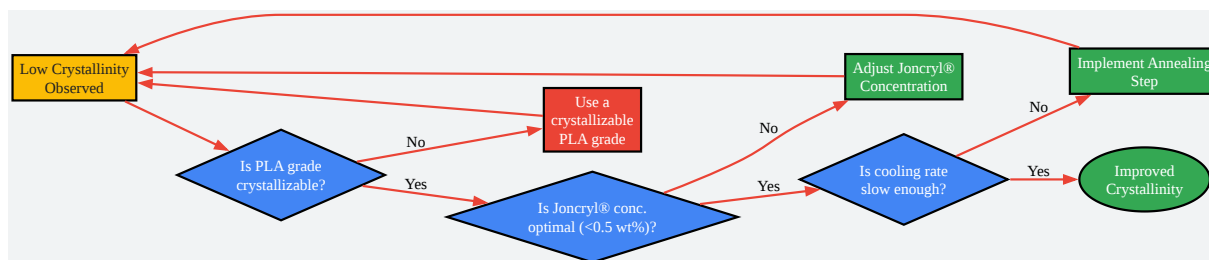 Low Crystallinity
Observed
Is PLA grade
crystallizable?
No
Yes
Use a
crystallizable
PLA grade
Is Joncryl® conc.
optimal (<0.5 wt%)?
No
Yes
Adjust Joncryl®
Concentration
Is cooling rate
slow enough?
No
Yes
Implement Annealing
Step
Improved
Crystallinity